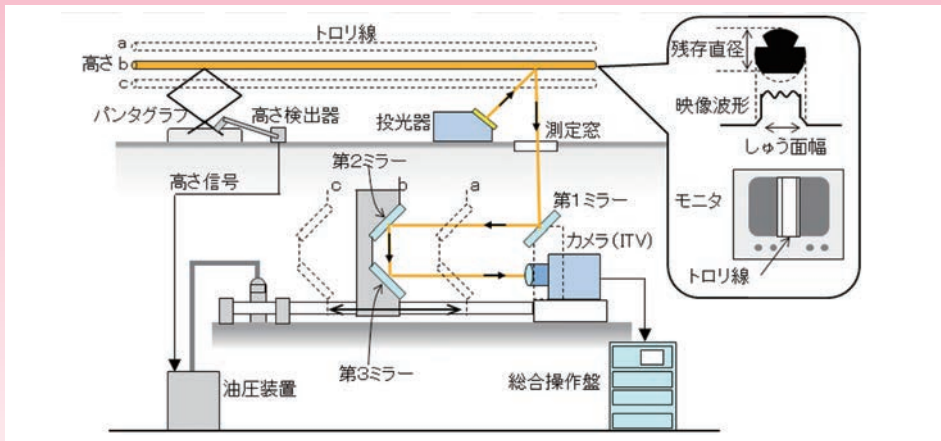 トロリ線
a
高さ b
c
パンタグラフ
高さ検出器
投光器
測定窓
高さ信号
第2ミラー
c
b
a
第1ミラー
カメラ(ITV)
第3ミラー
油圧装置
総合操作盤
残存直径
映像波形
しゅう面幅
モニタ
トロリ線